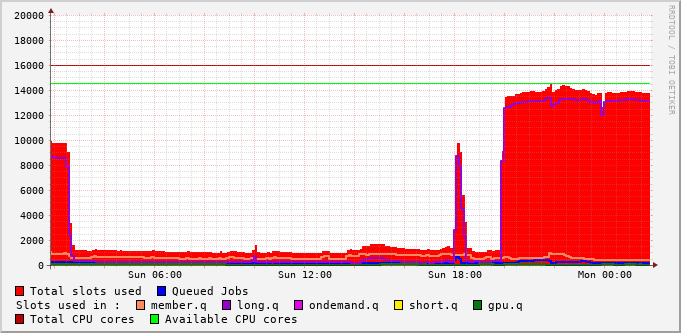 20000
18000
16000
14000
12000
10000
8000
6000
4000
2000
0
Sun 06:00 Sun 12:00 Sun 18:00 Mon 00:00
Total slots used Queued Jobs
Slots used in : member.q long.q ondemand.q short.q gpu.q
Total CPU cores Available CPU cores
RRDTOOL / TOBI OETIKER